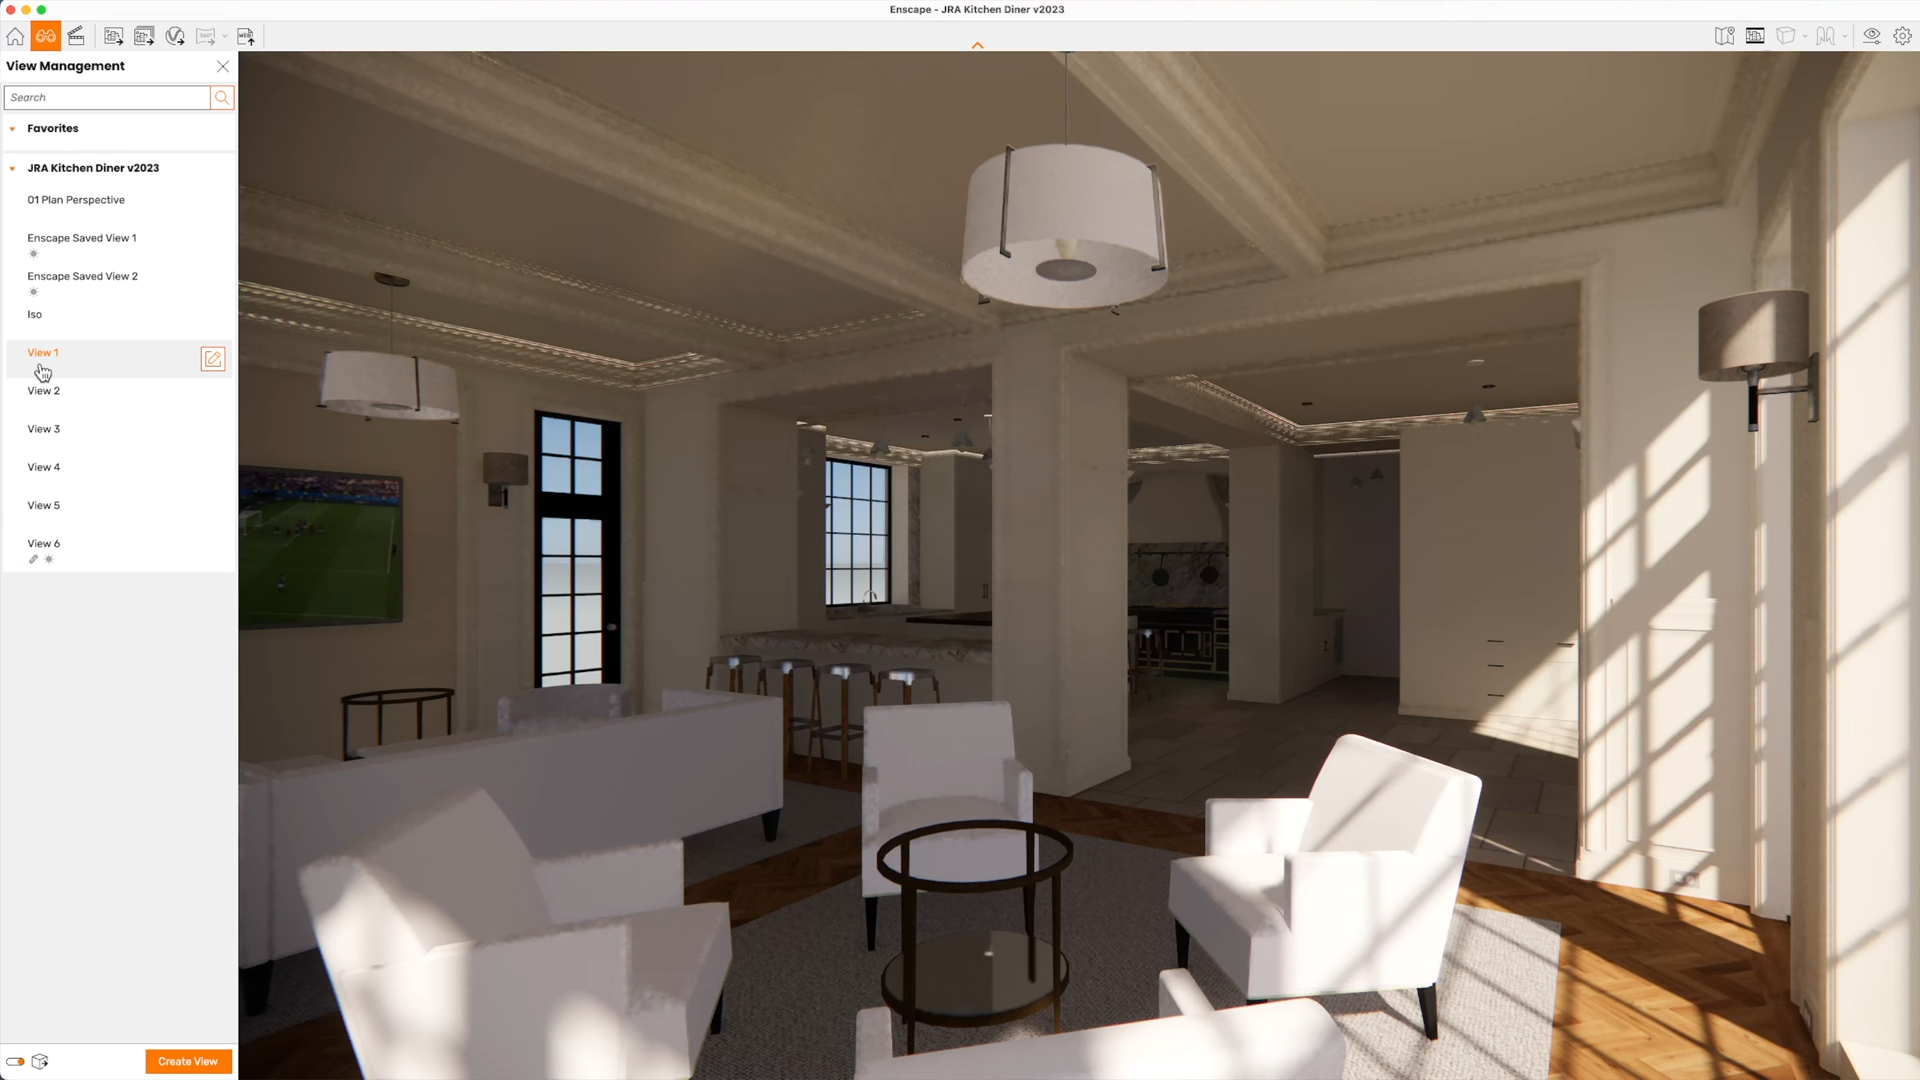 Enscape - JRA Kitchen Diner v2023
360°
WEB
View Management
Search
Favorites
JRA Kitchen Diner v2023
01 Plan Perspective
Enscape Saved View 1
Enscape Saved View 2
Iso
View 1
View 2
View 3
View 4
View 5
View 6
Create View